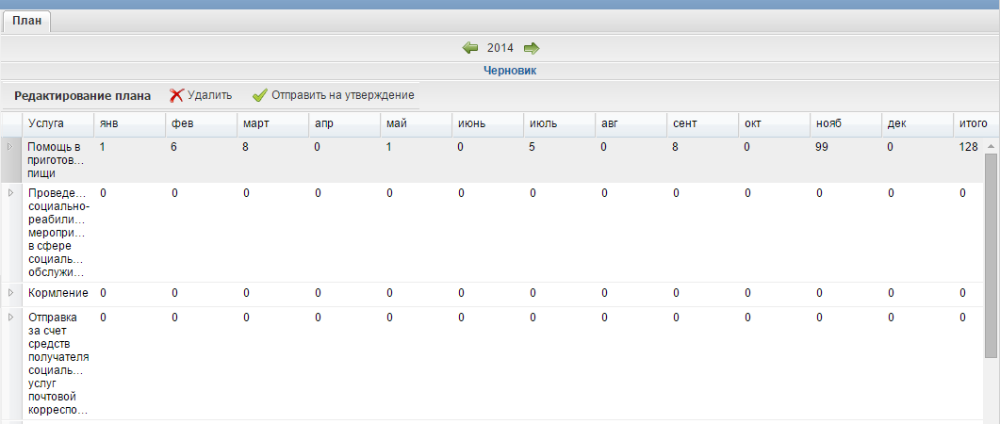 План
2014
Черновик
Редактирование плана Удалить Отправить на утверждение
Услуга янв фев март апр май июнь июль авг сент окт нояб дек итого
Помощь в 1 6 8 0 1 0 5 0 8 0 99 0 128
приготов...
пищи
Проведе... 0 0 0 0 0 0 0 0 0 0 0 0 0
социально-
реабили...
меропри...
в сфере
социаль...
обслужи...
Кормление 0 0 0 0 0 0 0 0 0 0 0 0 0
Отправка 0 0 0 0 0 0 0 0 0 0 0 0 0
за счет
средств
получателя
социаль...
услуг
почтовой
корреспо...